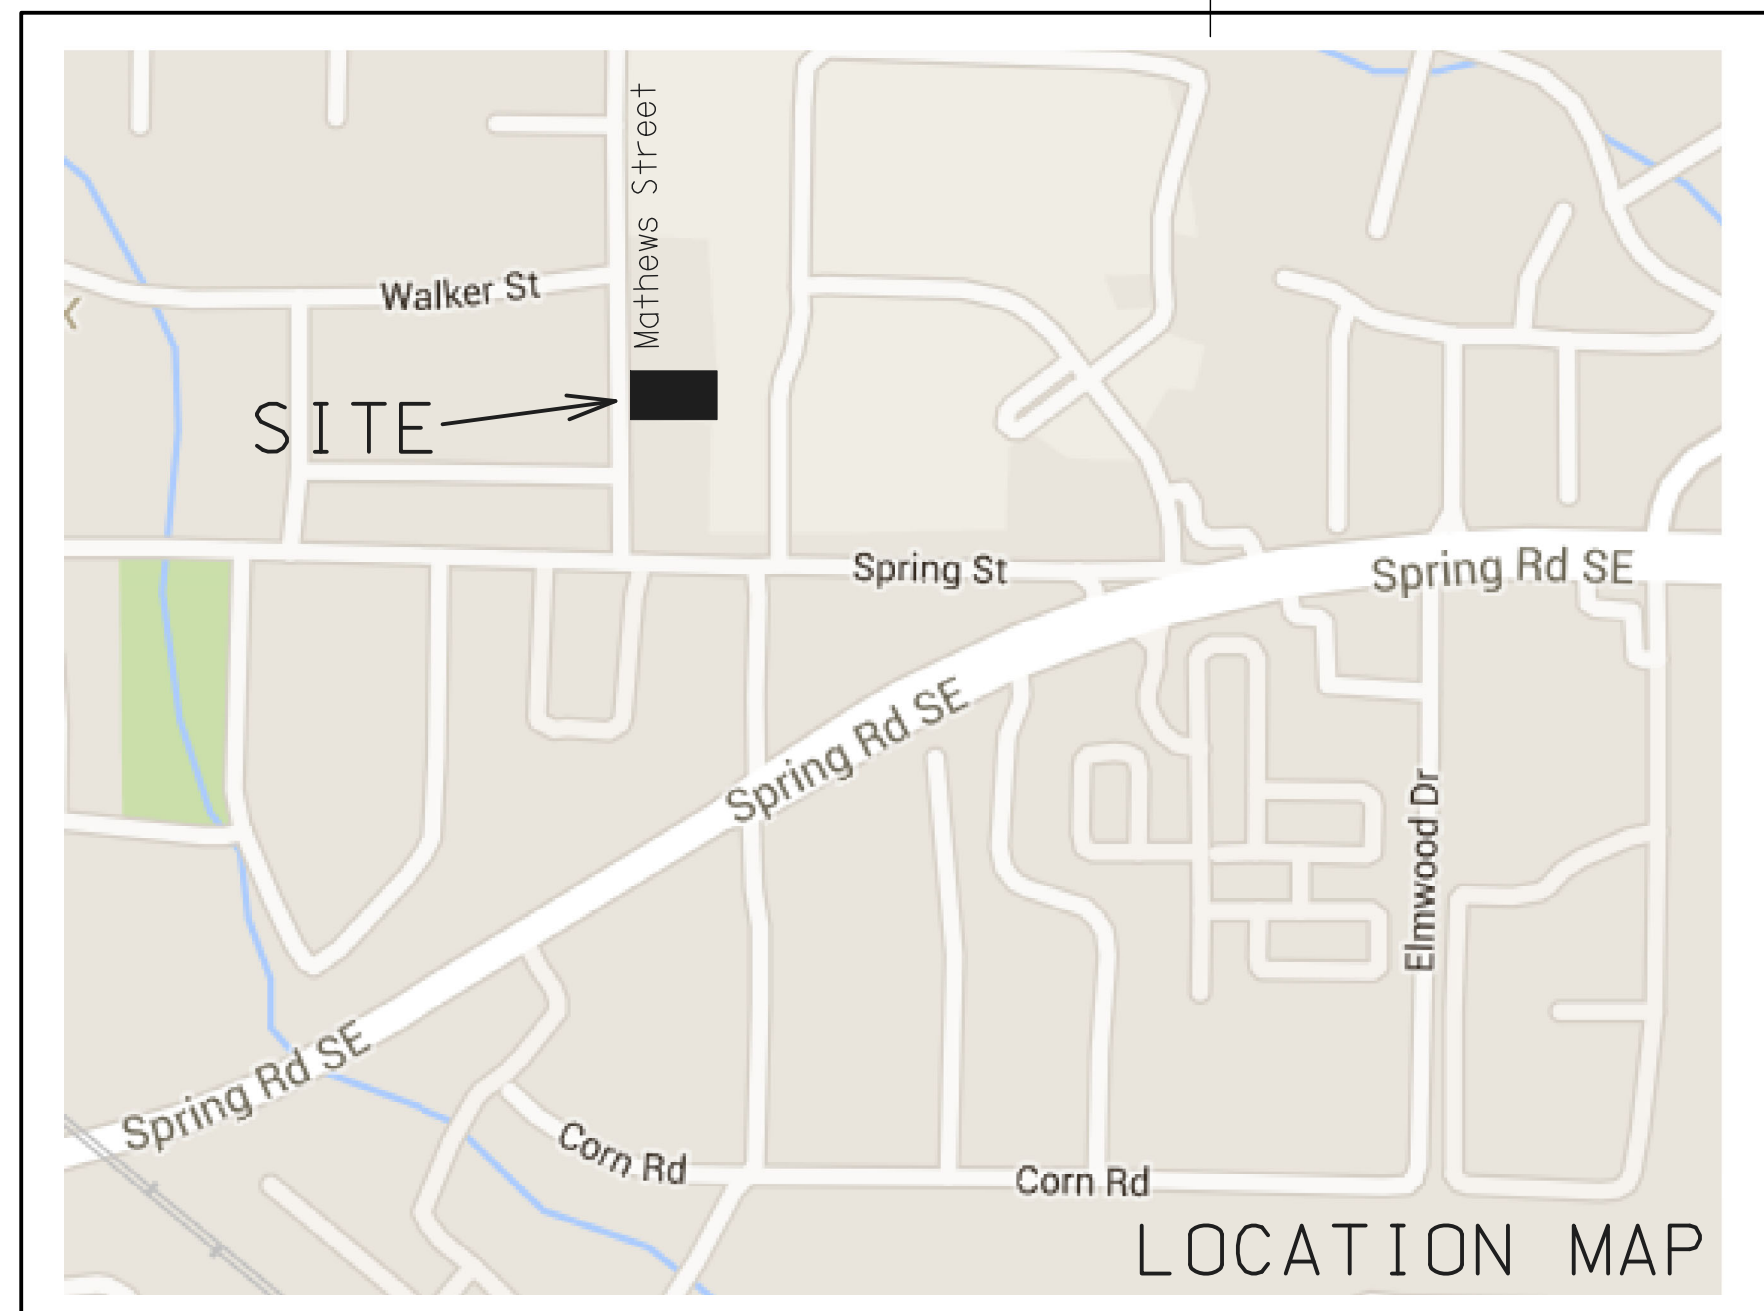 Mathews Street
Walker St
SITE
Spring St
Spring Rd SE
Spring Rd SE
Elmwood Dr
Spring Rd SE
Corn Rd
Corn Rd
LOCATION MAP